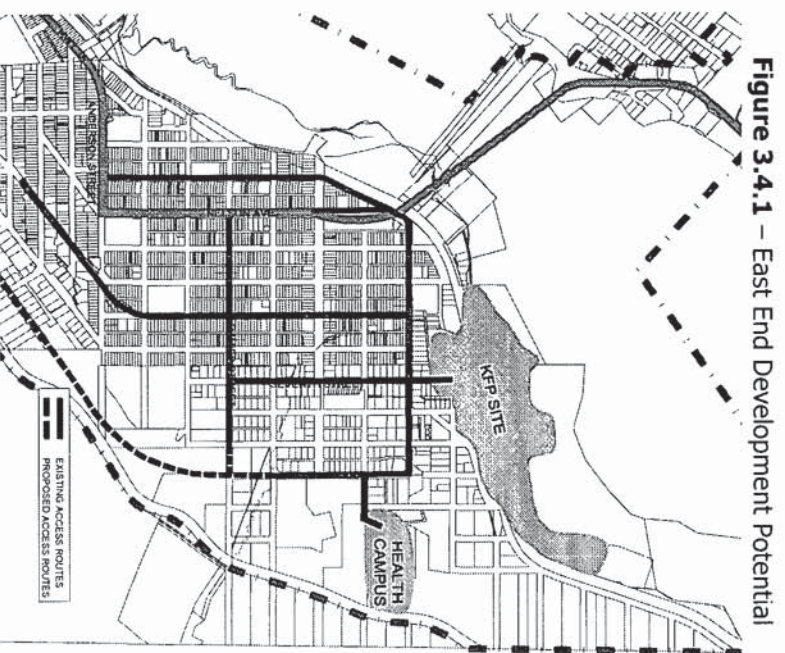 Figure 3.4.1 – East End Development Potential
ANDERSON STREET
KFP SITE
HEALTH
CAMPUS
EXISTING ACCESS ROUTES
PROPOSED ACCESS ROUTES